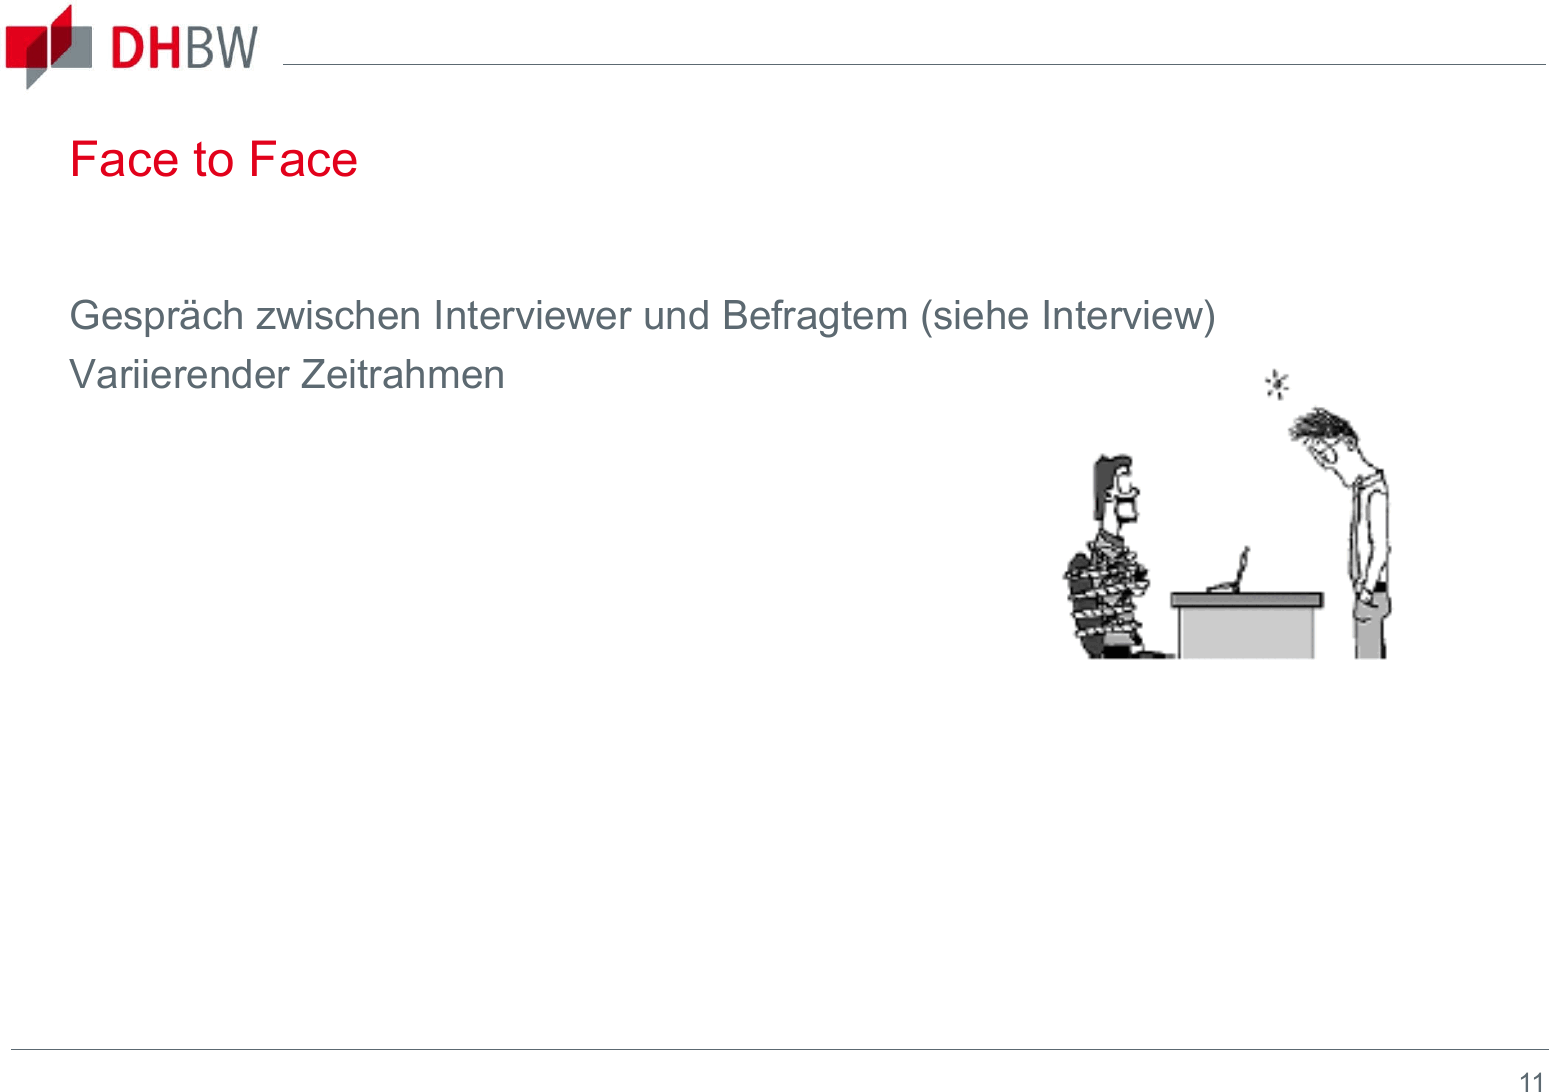 DHBW
Face to Face
Gespräch zwischen Interviewer und Befragtem (siehe Interview)
Variierender Zeitrahmen
11